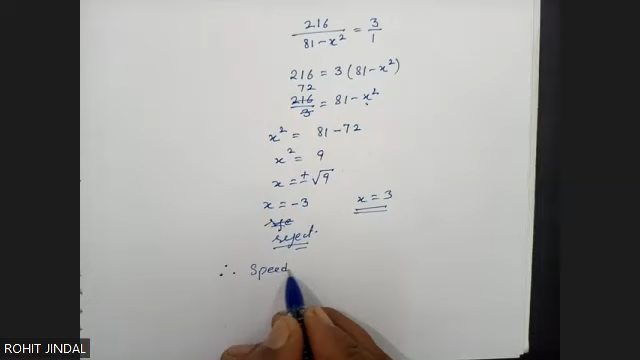 216/(81-x²) = 3/1
216 = 3(81-x²)
72
216/3 = 81-x²
x² = 81-72
x² = 9
x = ±√9
x = -3 x = 3
reject.
∴ Speed
ROHIT JINDAL